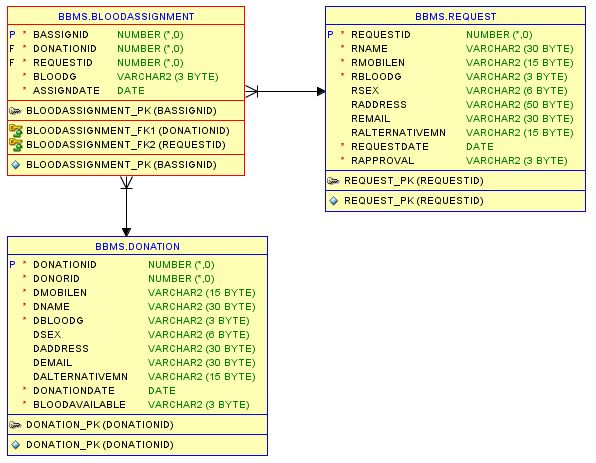 BBMS.BLOODASSIGNMENT
P * BASSIGNID NUMBER (*,0)
F * DONATIONID NUMBER (*,0)
F * REQUESTID NUMBER (*,0)
* BLOODG VARCHAR2 (3 BYTE)
* ASSIGNDATE DATE
BLOODASSIGNMENT_PK (BASSIGNID)
BLOODASSIGNMENT_FK1 (DONATIONID)
BLOODASSIGNMENT_FK2 (REQUESTID)
BLOODASSIGNMENT_PK (BASSIGNID)
BBMS.REQUEST
P * REQUESTID NUMBER (*,0)
* RNAME VARCHAR2 (30 BYTE)
* RMOBILEN VARCHAR2 (15 BYTE)
* RBLOODG VARCHAR2 (3 BYTE)
RSEX VARCHAR2 (6 BYTE)
RADDRESS VARCHAR2 (50 BYTE)
REMAIL VARCHAR2 (30 BYTE)
RALTERNATIVEMN VARCHAR2 (15 BYTE)
* REQUESTDATE DATE
* RAPPROVAL VARCHAR2 (3 BYTE)
REQUEST_PK (REQUESTID)
REQUEST_PK (REQUESTID)
BBMS.DONATION
P * DONATIONID NUMBER (*,0)
* DONORID NUMBER (*,0)
* DMOBILEN VARCHAR2 (15 BYTE)
* DNAME VARCHAR2 (30 BYTE)
* DBLOODG VARCHAR2 (3 BYTE)
DSEX VARCHAR2 (6 BYTE)
DADDRESS VARCHAR2 (30 BYTE)
DEMAIL VARCHAR2 (30 BYTE)
DALTERNATIVEMN VARCHAR2 (15 BYTE)
* DONATIONDATE DATE
* BLOODAVAILABLE VARCHAR2 (3 BYTE)
DONATION_PK (DONATIONID)
DONATION_PK (DONATIONID)